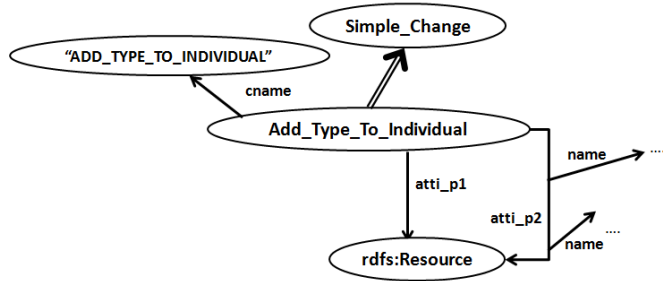 Simple_Change
“ADD_TYPE_TO_INDIVIDUAL”
cname
Add_Type_To_Individual
name
....
atti_p1
atti_p2
....
name
rdfs:Resource